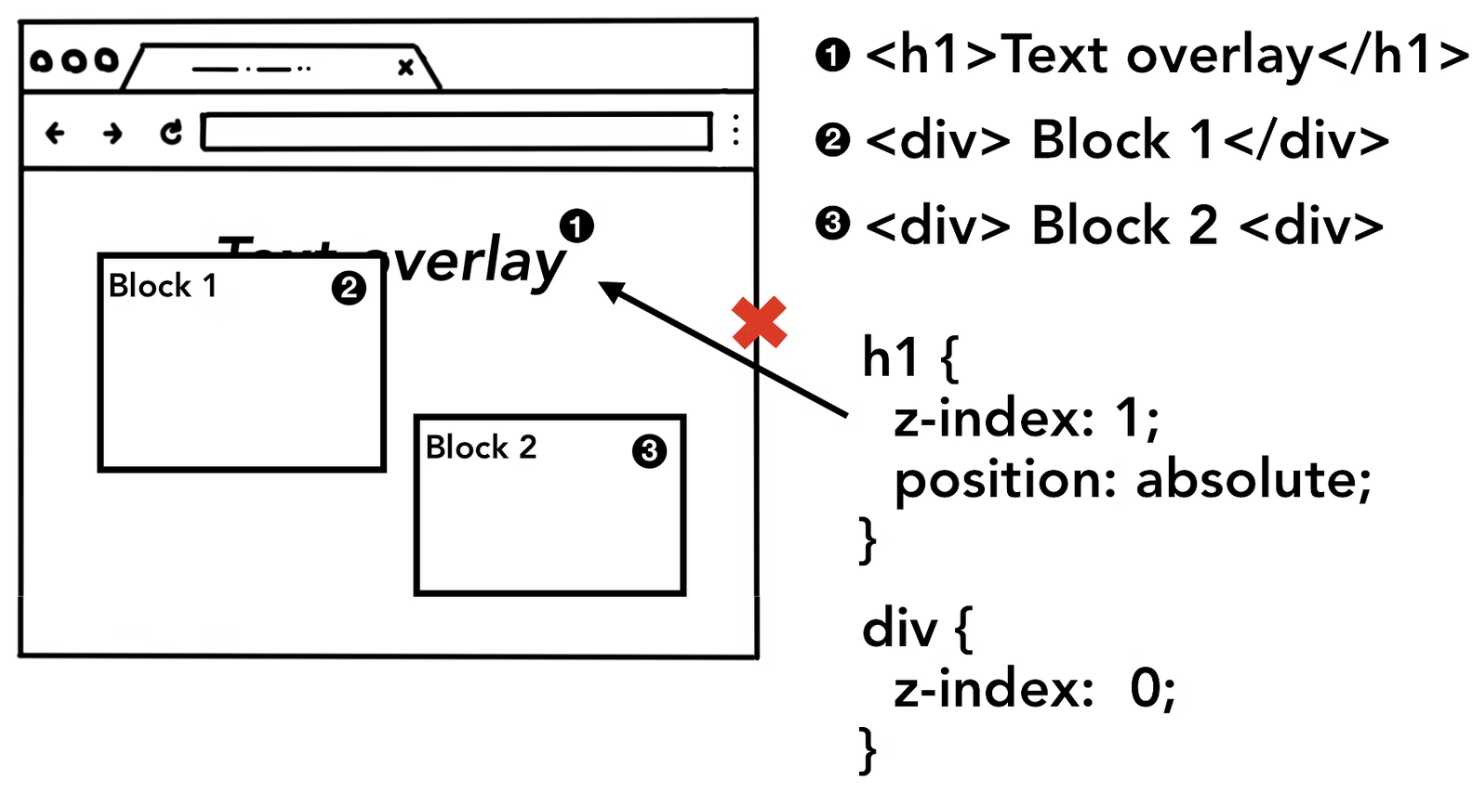 ❶ <h1>Text overlay</h1>
❷ <div> Block 1</div>
❸ <div> Block 2 <div>
Text overlay ❶
Block 1 ❷
Block 2 ❸
h1 {
z-index: 1;
position: absolute;
}
div {
z-index:  0;
}